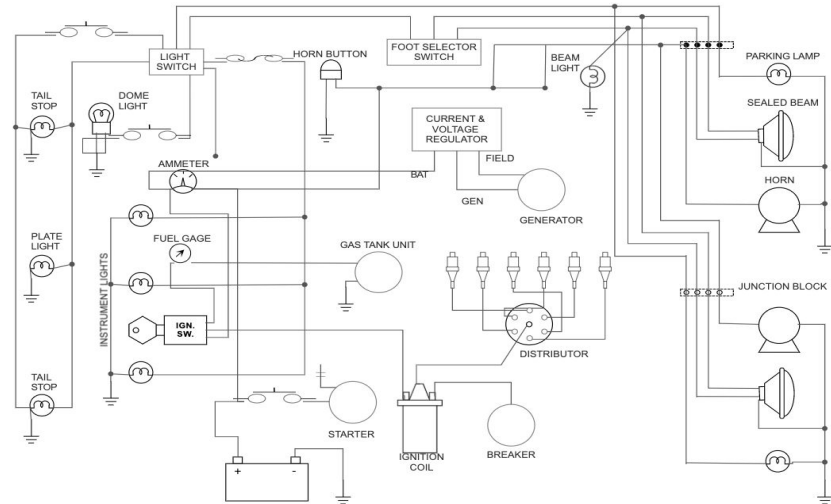 LIGHT
SWITCH
HORN BUTTON
FOOT SELECTOR
SWITCH
BEAM
LIGHT
PARKING LAMP
TAIL
STOP
DOME
LIGHT
SEALED BEAM
CURRENT &
VOLTAGE
REGULATOR
FIELD
AMMETER
BAT
GEN
GENERATOR
HORN
PLATE
LIGHT
FUEL GAGE
GAS TANK UNIT
INSTRUMENT LIGHTS
JUNCTION BLOCK
IGN.
SW.
DISTRIBUTOR
TAIL
STOP
STARTER
IGNITION
COIL
BREAKER
+ -